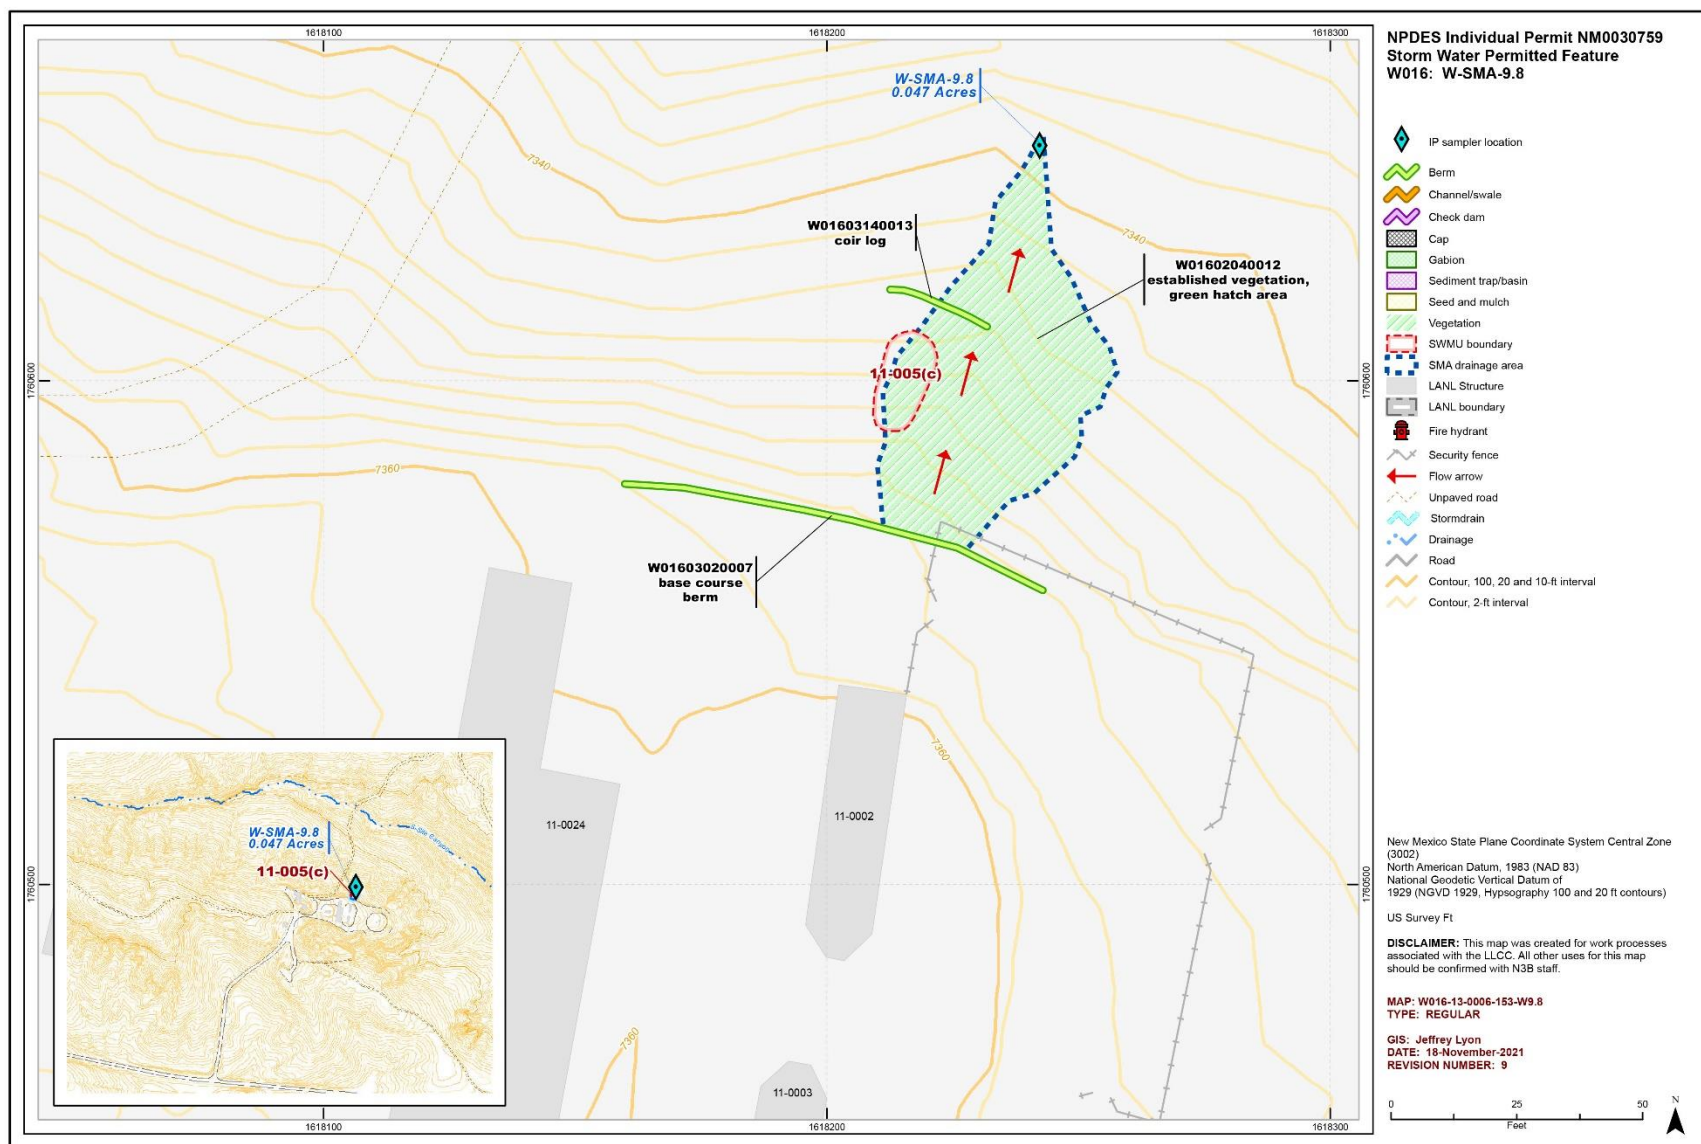 1618100
1618200
1618300
W-SMA-9.8
0.047 Acres
7340
W01603140013
coir log
7340
W01602040012
established vegetation,
green hatch area
1760600
1760600
11-005(c)
7360
W01603020007
base course
berm
7360
11-0024
11-0002
W-SMA-9.8
0.047 Acres
11-005(c)
S-Site Canyon
1760500
1760500
7360
11-0003
1618100
1618200
1618300
NPDES Individual Permit NM0030759
Storm Water Permitted Feature
W016: W-SMA-9.8
IP sampler location
Berm
Channel/swale
Check dam
Cap
Gabion
Sediment trap/basin
Seed and mulch
Vegetation
SWMU boundary
SMA drainage area
LANL Structure
LANL boundary
Fire hydrant
Security fence
Flow arrow
Unpaved road
Stormdrain
Drainage
Road
Contour, 100, 20 and 10-ft interval
Contour, 2-ft interval
New Mexico State Plane Coordinate System Central Zone
(3002)
North American Datum, 1983 (NAD 83)
National Geodetic Vertical Datum of
1929 (NGVD 1929, Hypsography 100 and 20 ft contours)
US Survey Ft
DISCLAIMER: This map was created for work processes
associated with the LLCC. All other uses for this map
should be confirmed with N3B staff.
MAP: W016-13-0006-153-W9.8
TYPE: REGULAR
GIS: Jeffrey Lyon
DATE: 18-November-2021
REVISION NUMBER: 9
0 25 50
Feet
N